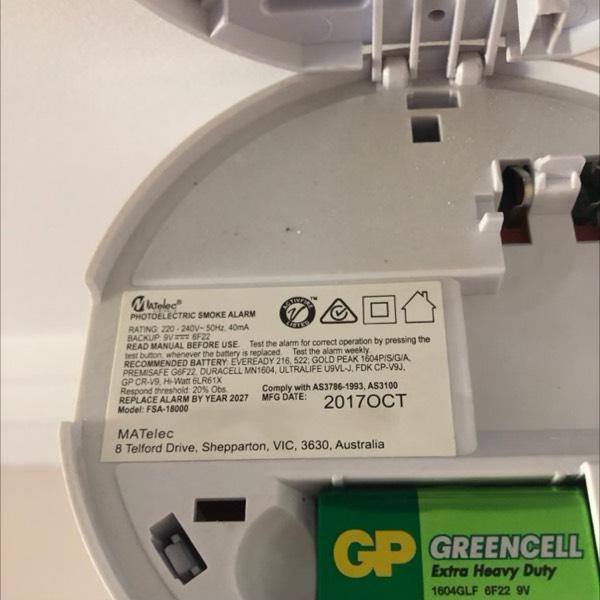 MATelec®
PHOTOELECTRIC SMOKE ALARM
RATING: 220 - 240V~ 50Hz, 40mA
BACKUP: 9V⎓ 6F22
READ MANUAL BEFORE USE. Test the alarm for correct operation by pressing the
test button, whenever the battery is replaced. Test alarm weekly.
RECOMMENDED BATTERY: EVEREADY 216, 522; GOLD PEAK 1604P/S/G/A,
PREMISAFE G6F22, DURACELL MN1604, ULTRALIFE U9VL-J, FDK CP-V9J,
GP CR-V9, Hi-Watt 6LR61X
Respond threshold: 20% Obs.
Comply with AS3786-1993, AS3100
REPLACE ALARM BY YEAR 2027
MFG DATE: 2017OCT
Model: FSA-18000
MATelec
8 Telford Drive, Shepparton, VIC, 3630, Australia
ACTIVFIRE™
LISTED
GP GREENCELL
Extra Heavy Duty
1604GLF 6F22 9V